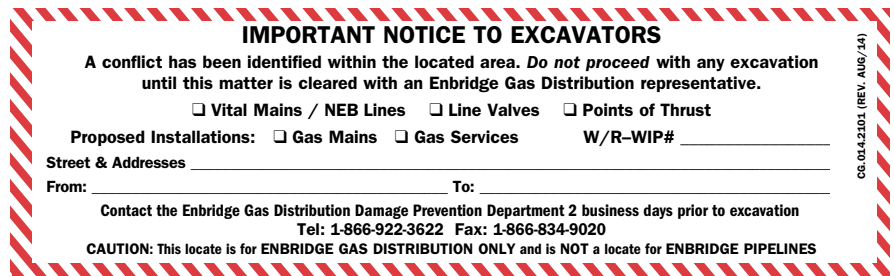 IMPORTANT NOTICE TO EXCAVATORS
A conflict has been identified within the located area. Do not proceed with any excavation
until this matter is cleared with an Enbridge Gas Distribution representative.
❑ Vital Mains / NEB Lines ❑ Line Valves ❑ Points of Thrust
Proposed Installations: ❑ Gas Mains ❑ Gas Services W/R–WIP# ____________________
Street & Addresses ____________________
From: ____________________ To: ____________________
Contact the Enbridge Gas Distribution Damage Prevention Department 2 business days prior to excavation
Tel: 1-866-922-3622 Fax: 1-866-834-9020
CAUTION: This locate is for ENBRIDGE GAS DISTRIBUTION ONLY and is NOT a locate for ENBRIDGE PIPELINES
CG.014.2101 (REV. AUG/14)